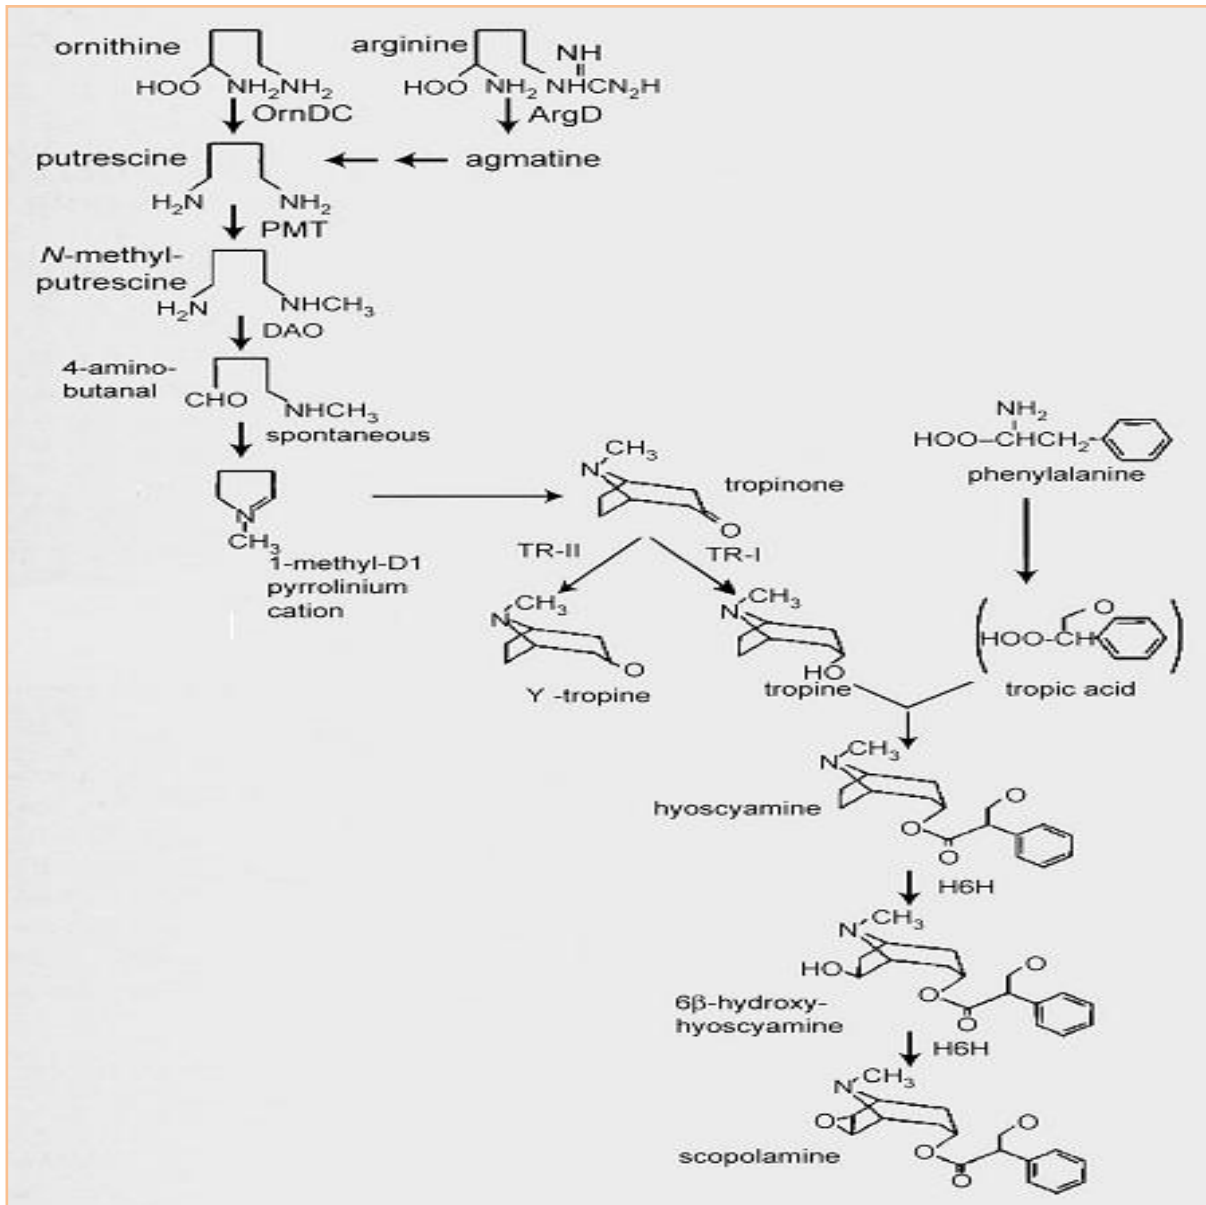 ornithine
HOO NH₂NH₂
arginine
NH
HOO NH₂ NHCN₂H
OrnDC
ArgD
putrescine
agmatine
H₂N NH₂
PMT
N-methyl-
putrescine
H₂N NHCH₃
DAO
4-amino-
butanal
CHO
NHCH₃
spontaneous
N
CH₃
1-methyl-D1
pyrrolinium
cation
CH₃
N
O
tropinone
NH₂
HOO-CH-CH₂-
phenylalanine
TR-II
TR-I
CH₃
N
O
Y -tropine
CH₃
N
HO
tropine
O
HOO-CH
tropic acid
CH₃
N
hyoscyamine
O
O
O
H6H
CH₃
N
HO
O
O
O
6β-hydroxy-
hyoscyamine
H6H
CH₃
N
O
O
O
O
scopolamine